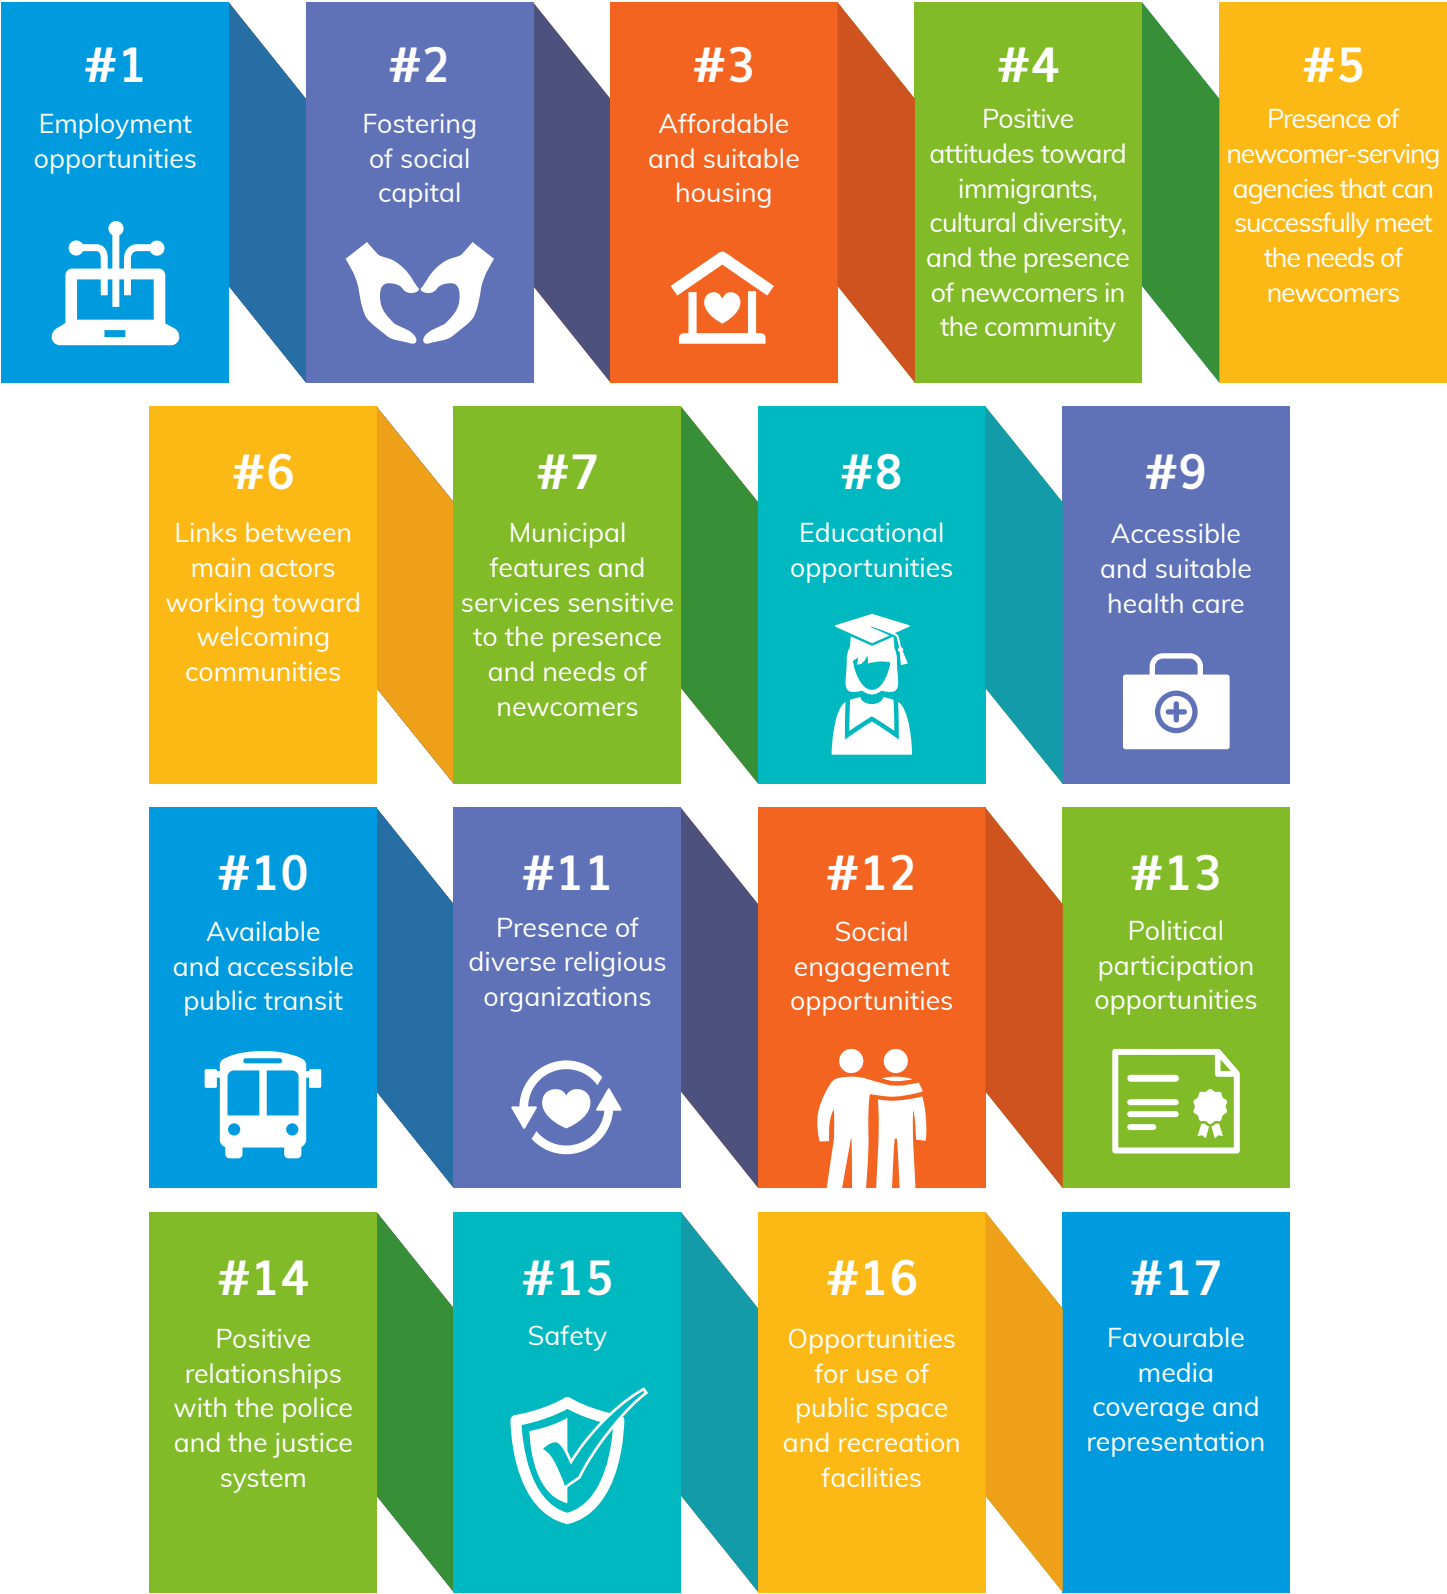 #1
Employment
opportunities
#2
Fostering
of social
capital
#3
Affordable
and suitable
housing
#4
Positive
attitudes toward
immigrants,
cultural diversity,
and the presence
of newcomers in
the community
#5
Presence of
newcomer-serving
agencies that can
successfully meet
the needs of
newcomers
#6
Links between
main actors
working toward
welcoming
communities
#7
Municipal
features and
services sensitive
to the presence
and needs of
newcomers
#8
Educational
opportunities
#9
Accessible
and suitable
health care
#10
Available
and accessible
public transit
#11
Presence of
diverse religious
organizations
#12
Social
engagement
opportunities
#13
Political
participation
opportunities
#14
Positive
relationships
with the police
and the justice
system
#15
Safety
#16
Opportunities
for use of
public space
and recreation
facilities
#17
Favourable
media
coverage and
representation